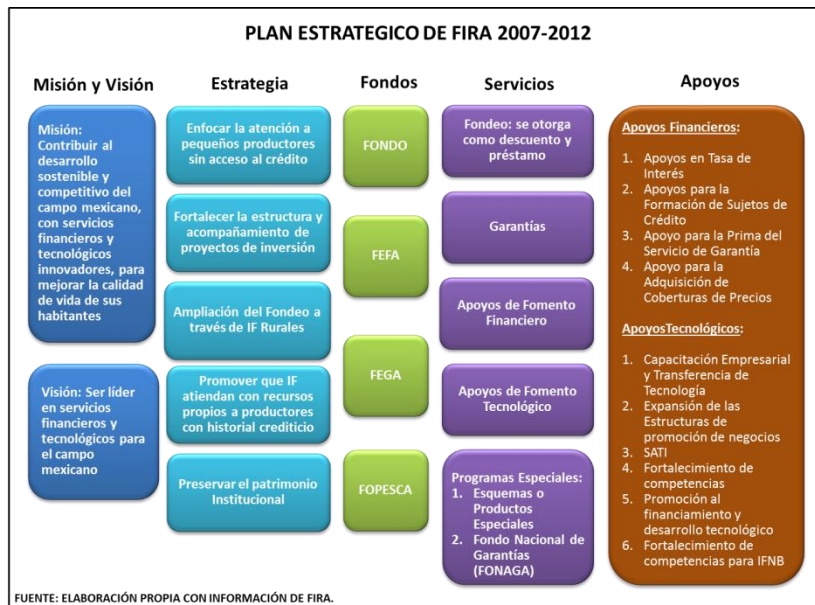 PLAN ESTRATEGICO DE FIRA 2007-2012
Misión y Visión
Misión:
Contribuir al
desarrollo
sostenible y
competitivo del
campo mexicano,
con servicios
financieros y
tecnológicos
innovadores, para
mejorar la calidad
de vida de sus
habitantes
Visión: Ser líder
en servicios
financieros y
tecnológicos para
el campo
mexicano
Estrategia
Enfocar la atención a
pequeños productores
sin acceso al crédito
Fortalecer la estructura y
acompañamiento de
proyectos de inversión
Ampliación del Fondeo a
través de IF Rurales
Promover que IF
atiendan con recursos
propios a productores
con historial crediticio
Preservar el patrimonio
Institucional
Fondos
FONDO
FEFA
FEGA
FOPESCA
Servicios
Fondeo: se otorga
como descuento y
préstamo
Garantías
Apoyos de Fomento
Financiero
Apoyos de Fomento
Tecnológico
Programas Especiales:
1. Esquemas o
Productos
Especiales
2. Fondo Nacional de
Garantías
(FONAGA)
Apoyos
Apoyos Financieros:
1. Apoyos en Tasa de
Interés
2. Apoyos para la
Formación de Sujetos de
Crédito
3. Apoyo para la Prima del
Servicio de Garantía
4. Apoyo para la
Adquisición de
Coberturas de Precios
ApoyosTecnológicos:
1. Capacitación Empresarial
y Transferencia de
Tecnología
2. Expansión de las
Estructuras de
promoción de negocios
3. SATI
4. Fortalecimiento de
competencias
5. Promoción al
financiamiento y
desarrollo tecnológico
6. Fortalecimiento de
competencias para IFNB
FUENTE: ELABORACIÓN PROPIA CON INFORMACIÓN DE FIRA.